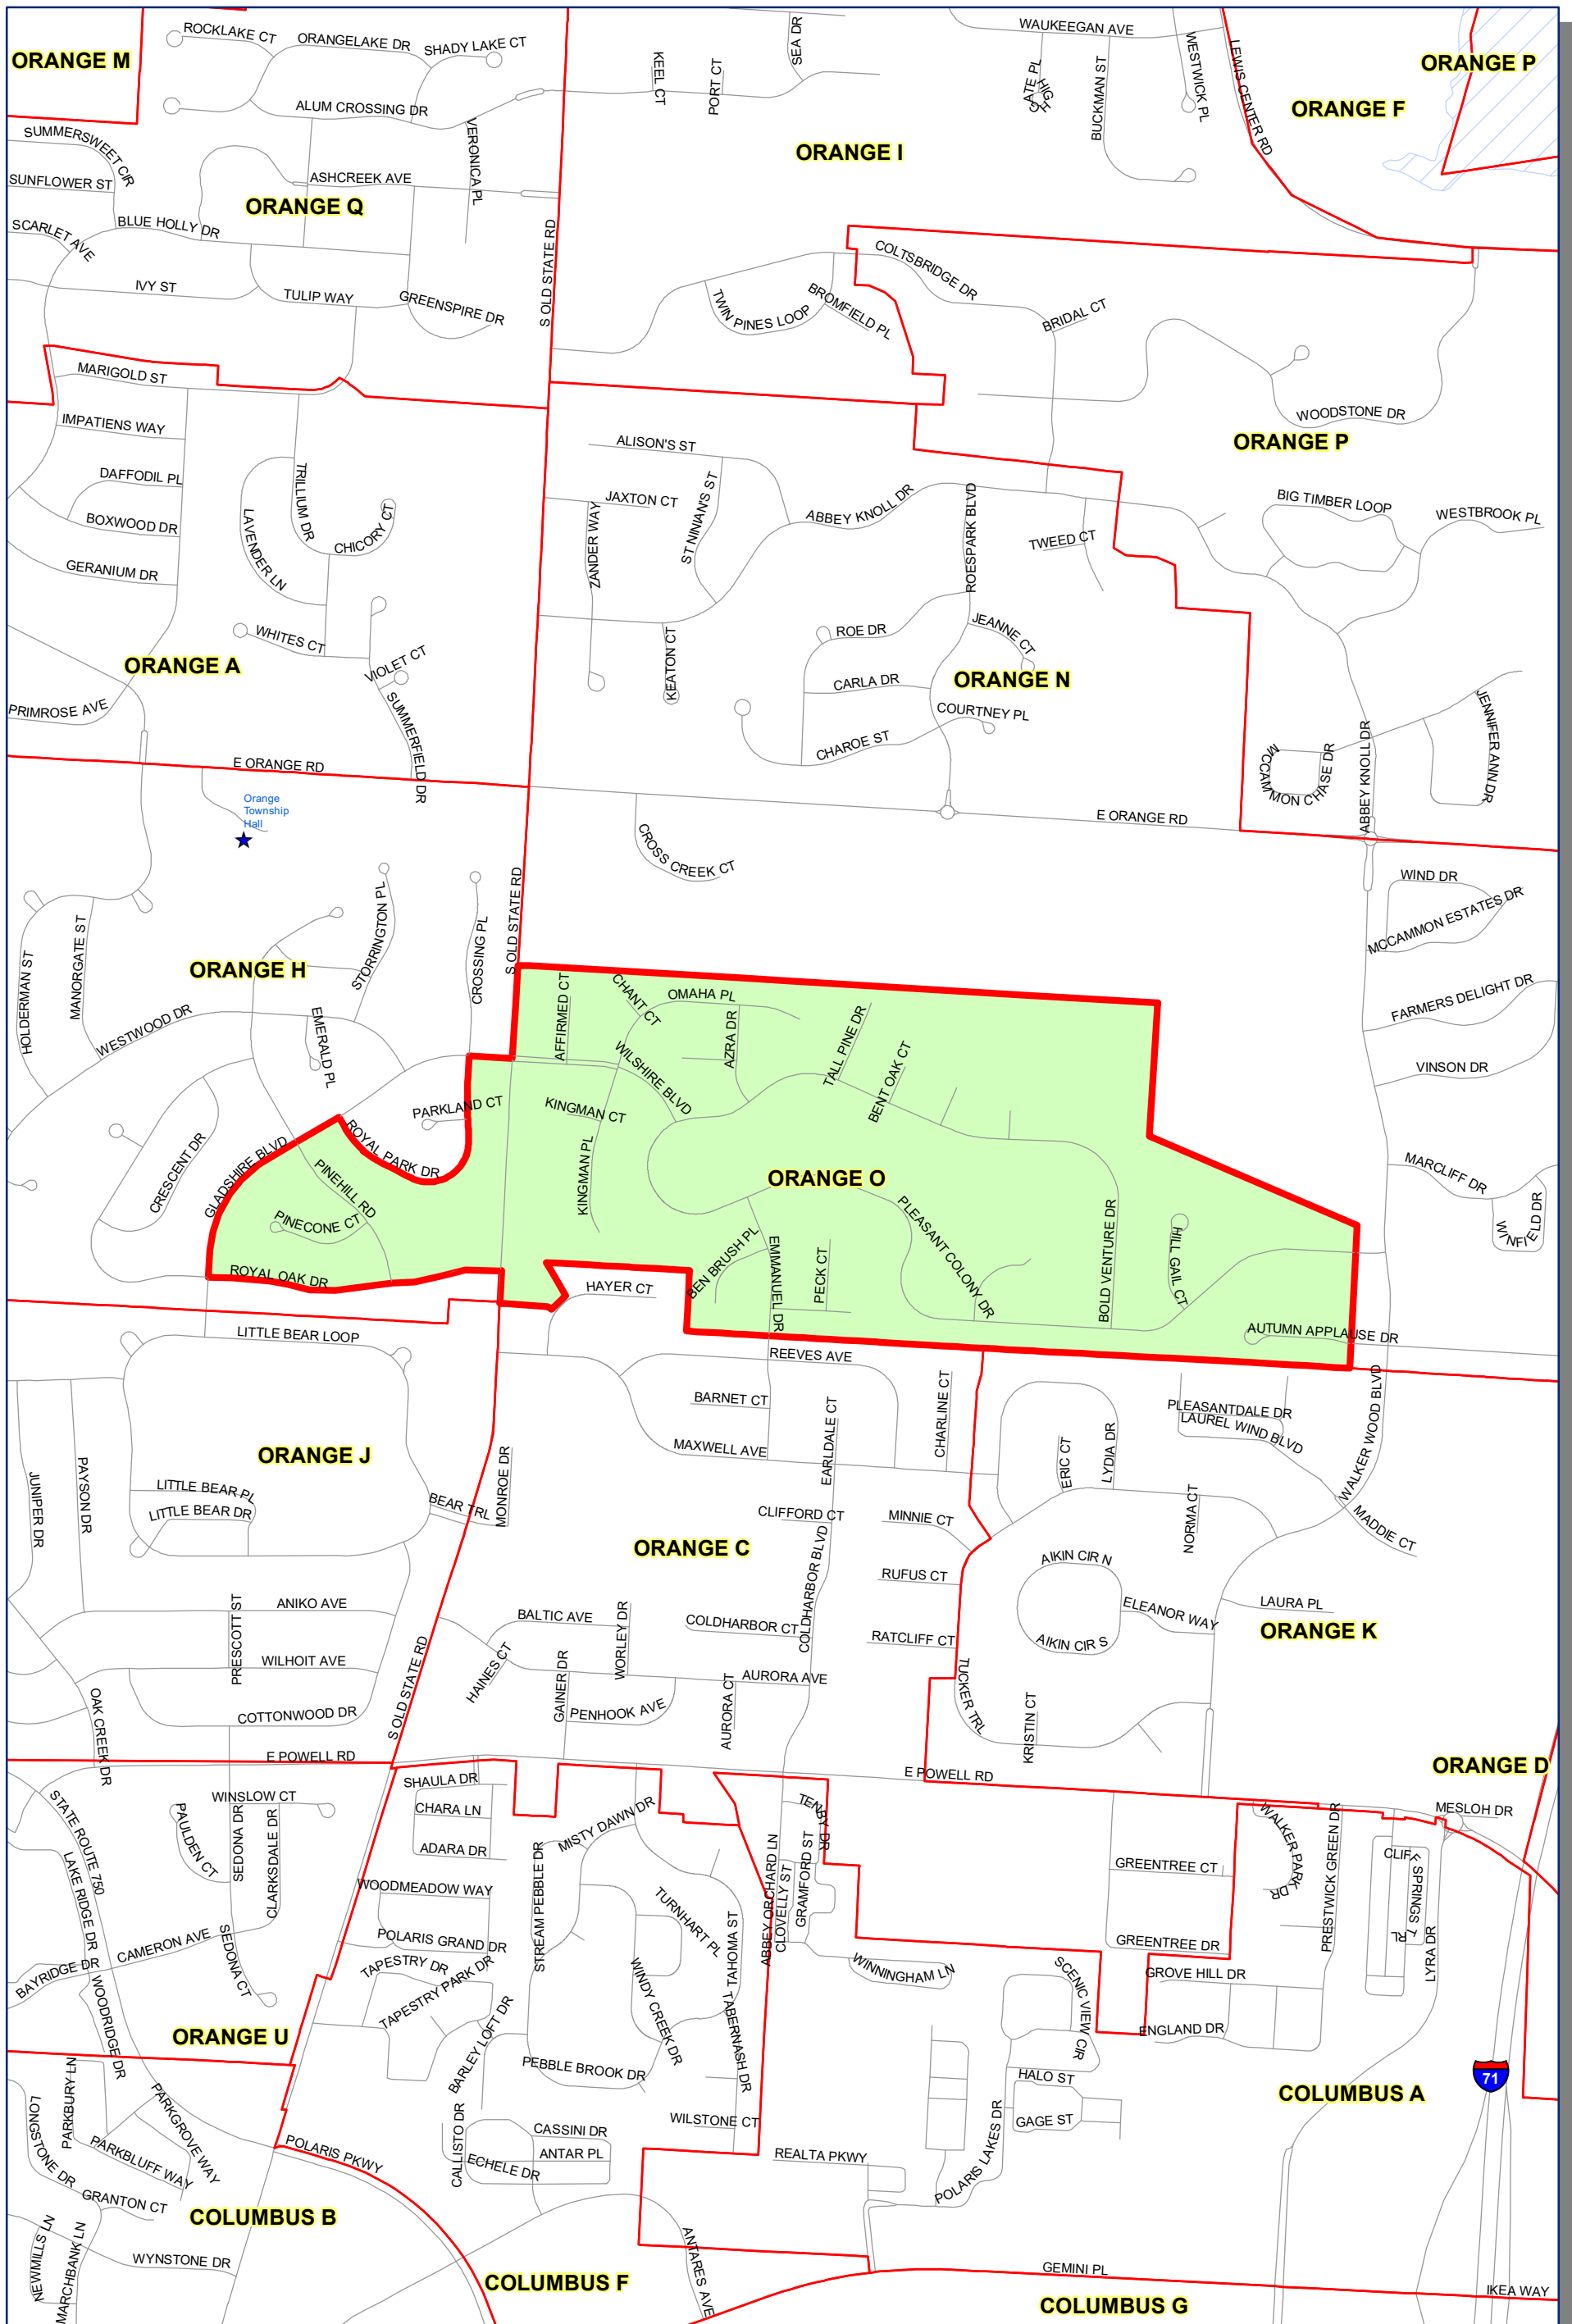 ROCKLAKE CT
ORANGELAKE DR
SHADY LAKE CT
ORANGE M
KEEL CT
PORT CT
SEA DR
WAUKEEGAN AVE
HIGHGATE PL
BUCKMAN ST
WESTWICK PL
LEWIS CENTER RD
ORANGE P
ORANGE F
ALUM CROSSING DR
SUMMERSWEET CIR
VERONICA PL
ORANGE I
SUNFLOWER ST
ASHCREEK AVE
ORANGE Q
SCARLET AVE
BLUE HOLLY DR
S OLD STATE RD
IVY ST
TULIP WAY
GREENSPIRE DR
TWIN PINES LOOP
BROMFIELD PL
COLTSBRIDGE DR
BRIDAL CT
MARIGOLD ST
WOODSTONE DR
ORANGE P
IMPATIENS WAY
ALISON'S ST
DAFFODIL PL
TRILLIUM DR
JAXTON CT
ST NINIAN'S ST
ABBEY KNOLL DR
ROESPARK BLVD
BIG TIMBER LOOP
WESTBROOK PL
BOXWOOD DR
LAVENDER LN
CHICORY CT
ZANDER WAY
TWEED CT
GERANIUM DR
WHITES CT
VIOLET CT
KEATON CT
ROE DR
JEANNE CT
ORANGE A
CARLA DR
ORANGE N
PRIMROSE AVE
SUMMERFIELD DR
CHAROE ST
COURTNEY PL
MCCAMMON CHASE DR
ABBEY KNOLL DR
JENNIFER ANN DR
E ORANGE RD
Orange
Township
Hall
E ORANGE RD
CROSS CREEK CT
WIND DR
MCCAMMON ESTATES DR
HOLDERMAN ST
MANORGATE ST
ORANGE H
STORRINGTON PL
CROSSING PL
S OLD STATE RD
FARMERS DELIGHT DR
WESTWOOD DR
EMERALD PL
AFFIRMED CT
CHANT CT
OMAHA PL
AZRA DR
TALL PINE DR
BENT OAK CT
VINSON DR
PARKLAND CT
WILSHIRE BLVD
KINGMAN CT
CRESCENT DR
GLADSHIRE BLVD
ROYAL PARK DR
PINEHILL RD
KINGMAN PL
ORANGE O
MARCLIFF DR
WINFIELD DR
PINECONE CT
ROYAL OAK DR
BEN BRUSH PL
EMMANUEL DR
PECK CT
PLEASANT COLONY DR
BOLD VENTURE DR
HILL GAIL CT
HAYER CT
AUTUMN APPLAUSE DR
LITTLE BEAR LOOP
REEVES AVE
BARNET CT
EARLDALE CT
CHARLINE CT
PLEASANTDALE DR
LAUREL WIND BLVD
WALKER WOOD BLVD
ORANGE J
MAXWELL AVE
ERIC CT
LYDIA DR
JUNIPER DR
PAYSON DR
LITTLE BEAR PL
LITTLE BEAR DR
BEAR TRL
MONROE DR
CLIFFORD CT
MINNIE CT
NORMA CT
MADDIE CT
ORANGE C
COLDHARBOR BLVD
AIKIN CIR N
RUFUS CT
ANIKO AVE
PRESCOTT ST
BALTIC AVE
WORLEY DR
COLDHARBOR CT
RATCLIFF CT
AIKIN CIR S
ELEANOR WAY
LAURA PL
ORANGE K
WILHOIT AVE
S OLD STATE RD
HAINES CT
GAINER DR
PENHOOK AVE
AURORA CT
AURORA AVE
TUCKER TRL
KRISTIN CT
OAK CREEK DR
COTTONWOOD DR
E POWELL RD
E POWELL RD
ORANGE D
STATE ROUTE 750
WINSLOW CT
SHAULA DR
CHARA LN
ADARA DR
MISTY DAWN DR
TENBY DR
WALKER PARK DR
MESLOH DR
PAULDEN CT
SEDONA DR
CLARKSDALE DR
LAKE RIDGE DR
WOODMEADOW WAY
STREAM PEBBLE DR
TURNHART PL
ABBEY ORCHARD LN
CLOVELLY ST
GRAMFORD ST
GREENTREE CT
PRESTWICK GREEN DR
CLIFF SPRINGS TRL
LYRA DR
CAMERON AVE
SEDONA CT
POLARIS GRAND DR
TAHOMA ST
GREENTREE DR
BAYRIDGE DR
WOODRIDGE DR
TAPESTRY DR
TAPESTRY PARK DR
WINDY CREEK DR
WINNINGHAM LN
SCENIC VIEW CIR
GROVE HILL DR
ORANGE U
BARLEY LOFT DR
TABERNASH DR
ENGLAND DR
PARKBURY LN
PEBBLE BROOK DR
HALO ST
71
LONGSTONE DR
PARKGROVE WAY
GAGE ST
COLUMBUS A
PARKBLUFF WAY
POLARIS PKWY
CALLISTO DR
CASSINI DR
WILSTONE CT
ANTAR PL
ECHELE DR
REALTA PKWY
POLARIS LAKES DR
GRANTON CT
COLUMBUS B
NEWMILLS LN
MARCHBANK LN
WYNSTONE DR
ANTARES AVE
COLUMBUS F
GEMINI PL
IKEA WAY
COLUMBUS G